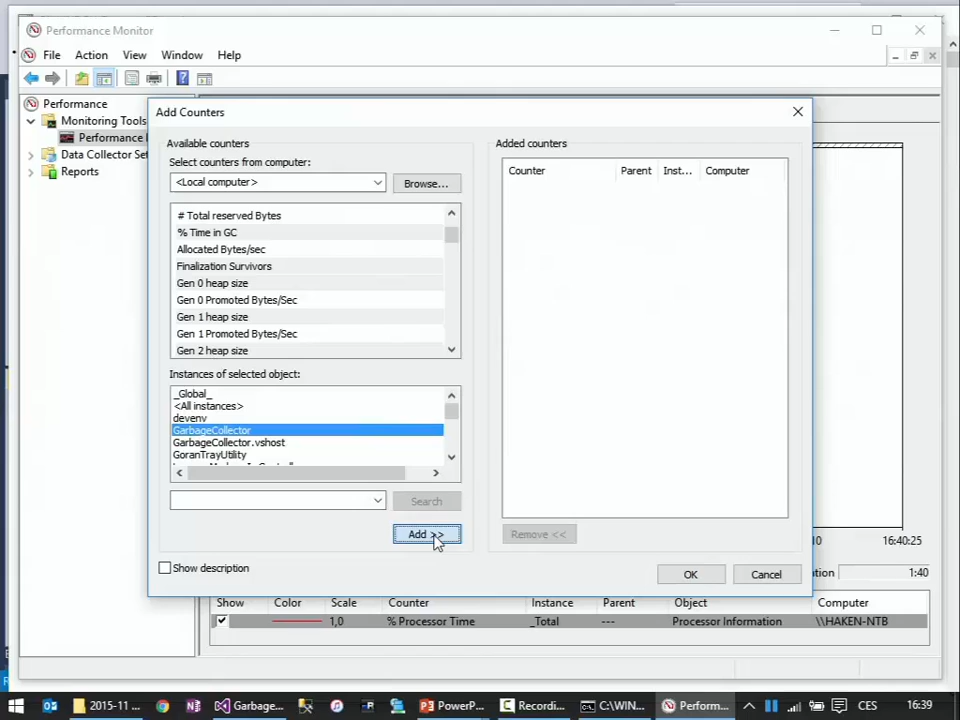 Performance Monitor
File Action View Window Help
Performance
Monitoring Tools
Performance
Data Collector Set
Reports
Add Counters
Available counters
Select counters from computer:
<Local computer>
Browse...
# Total reserved Bytes
% Time in GC
Allocated Bytes/sec
Finalization Survivors
Gen 0 heap size
Gen 0 Promoted Bytes/Sec
Gen 1 heap size
Gen 1 Promoted Bytes/Sec
Gen 2 heap size
Instances of selected object:
_Global_
<All instances>
devenv
GarbageCollector
GarbageCollector.vshost
GoranTrayUtility
Search
Add >>
Show description
Added counters
Counter Parent Inst... Computer
Remove <<
OK Cancel
10 16:40:25
1:40
Show Color Scale Counter Instance Parent Object Computer
1,0 % Processor Time _Total --- Processor Information \\HAKEN-NTB
2015-11 ... Garbage... PowerP... Recordi... C:\WIN... Perform... CES 16:39